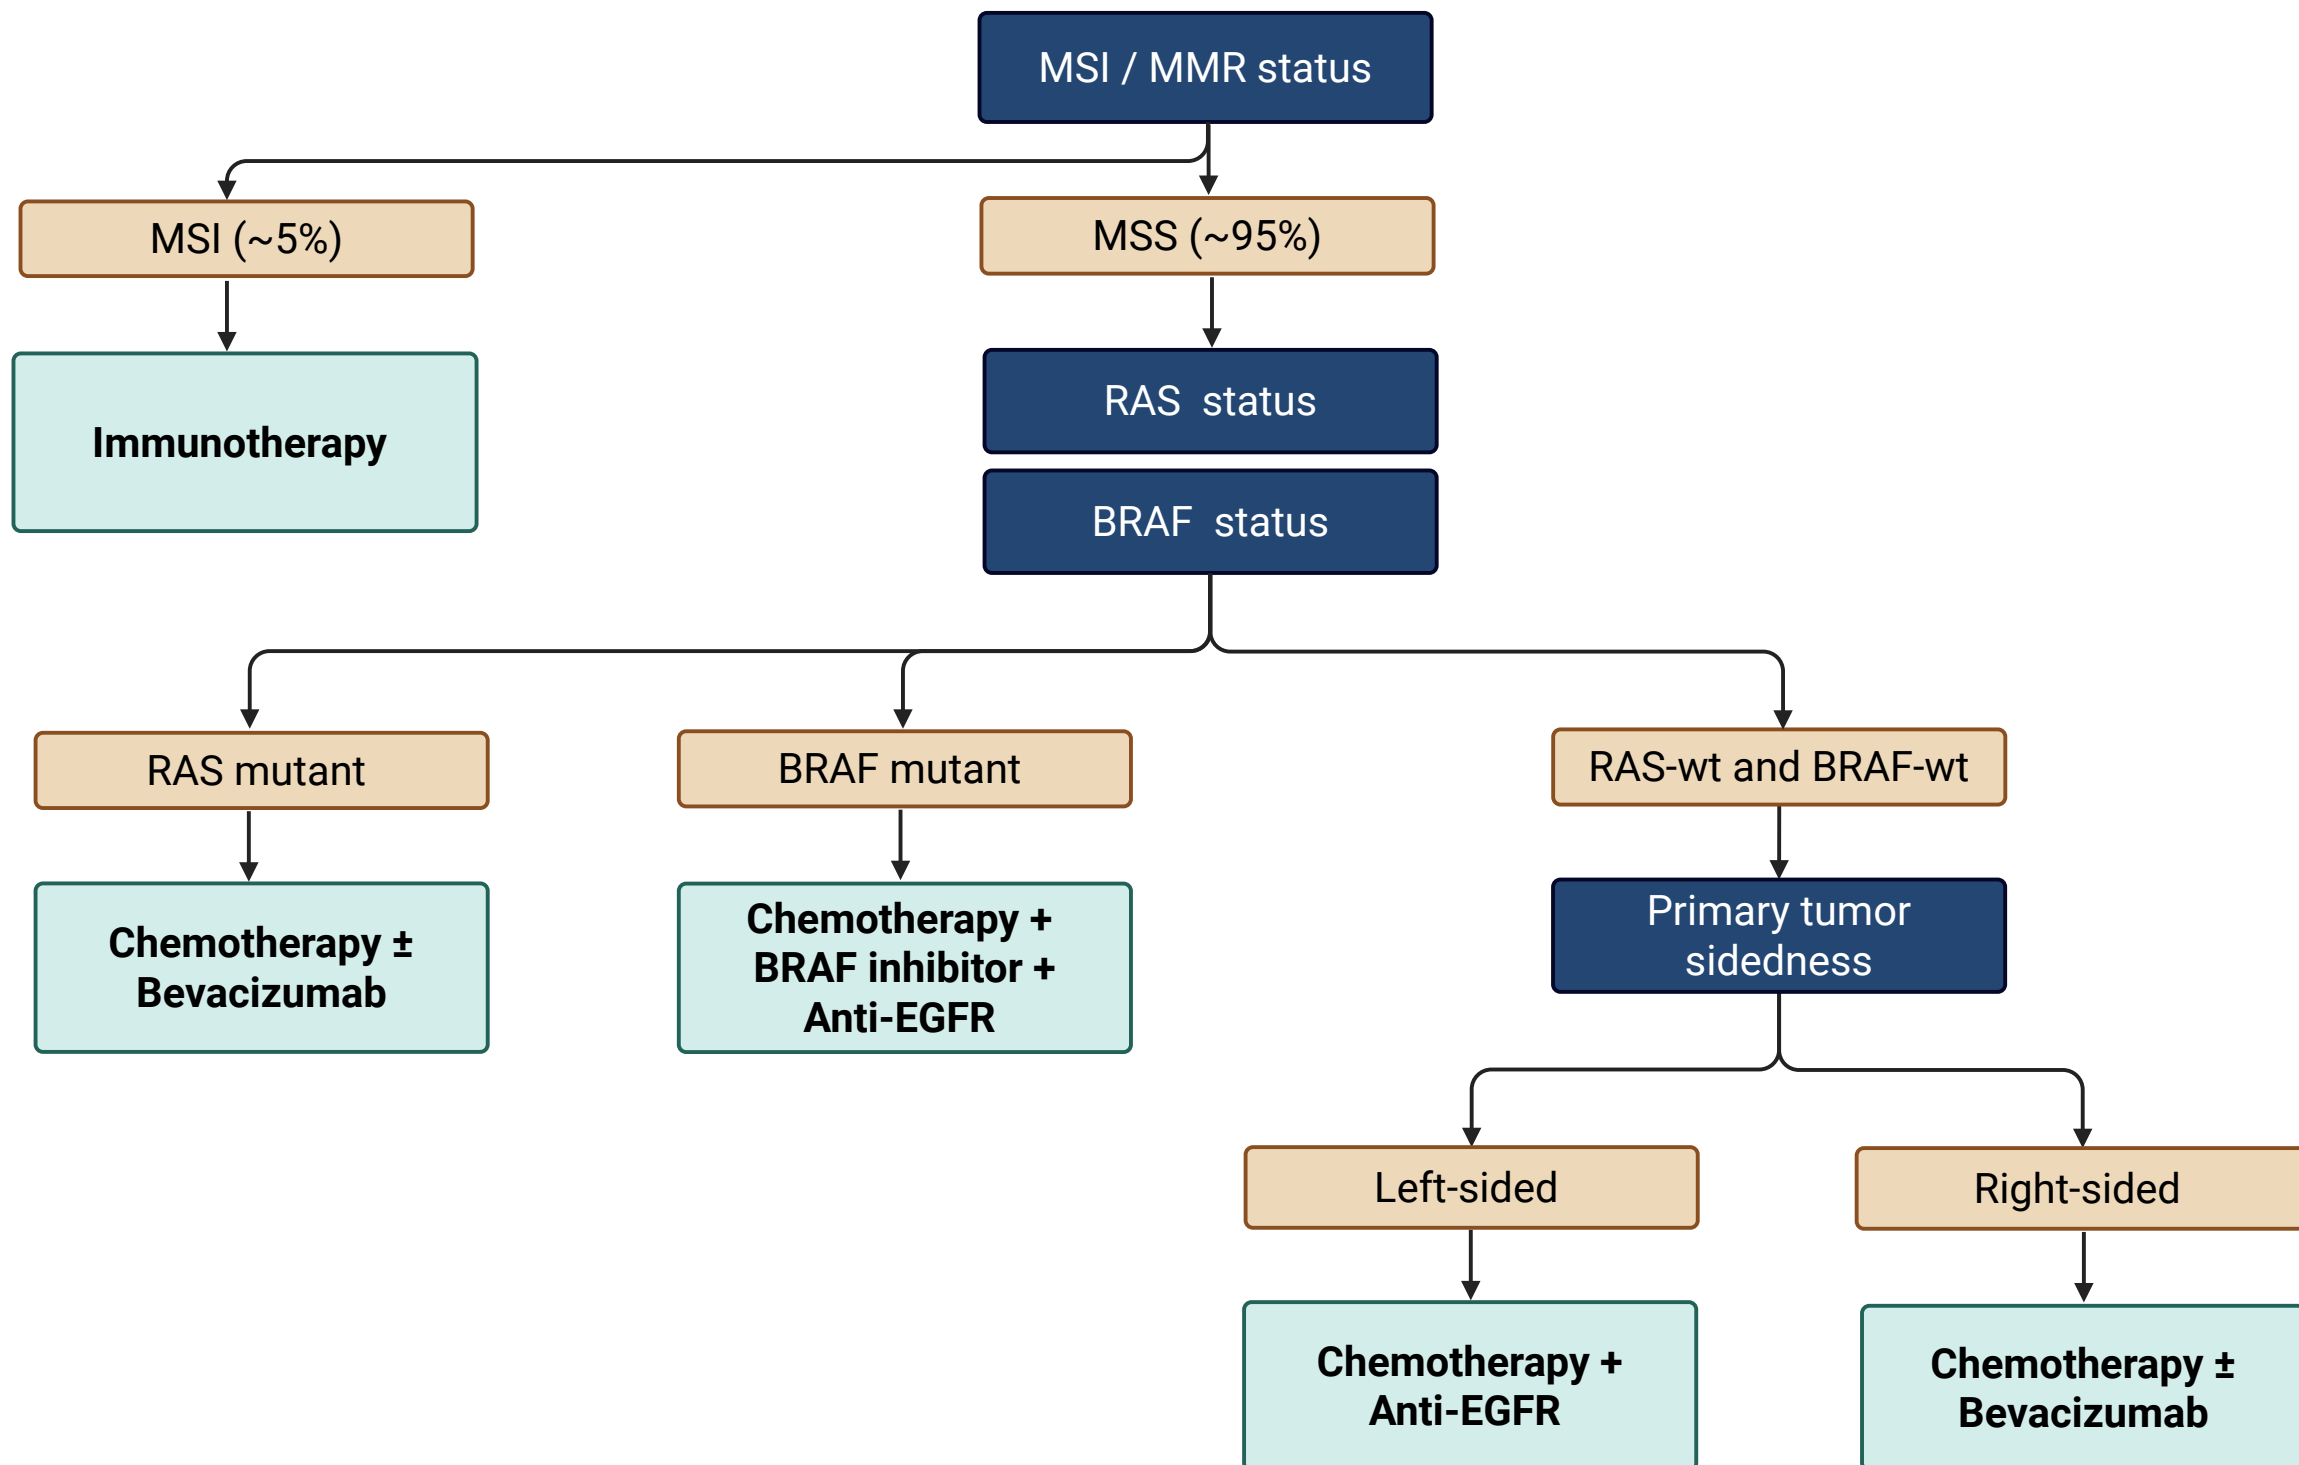 MSI / MMR status
MSI (~5%)
MSS (~95%)
Immunotherapy
RAS  status
BRAF  status
RAS mutant
BRAF mutant
RAS-wt and BRAF-wt
Chemotherapy ±
Bevacizumab
Chemotherapy +
BRAF inhibitor +
Anti-EGFR
Primary tumor
sidedness
Left-sided
Right-sided
Chemotherapy +
Anti-EGFR
Chemotherapy ±
Bevacizumab